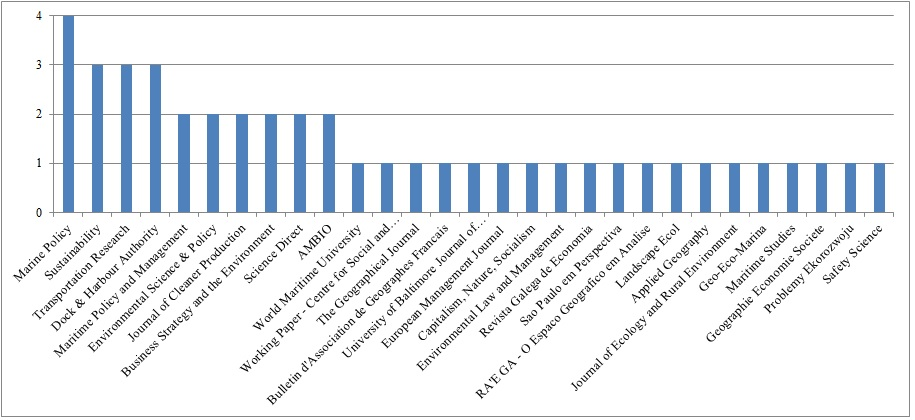 4
3
2
1
0
Marine Policy
Sustainability
Transportation Research
Dock & Harbour Authority
Maritime Policy and Management
Environmental Science & Policy
Journal of Cleaner Production
Business Strategy and the Environment
Science Direct
AMBIO
World Maritime University
Working Paper - Centre for Social and…
The Geographical Journal
Bulletin d'Association de Geographes Francais
University of Baltimore Journal of…
European Management Journal
Capitalism, Nature, Socialism
Environmental Law and Management
Revista Galega de Economia
Sao Paulo em Perspectiva
RA'E GA - O Espaco Geografico em Analise
Landscape Ecol
Applied Geography
Journal of Ecology and Rural Environment
Geo-Eco-Marina
Maritime Studies
Geographie Economie Societe
Problemy Ekorozwoju
Safety Science